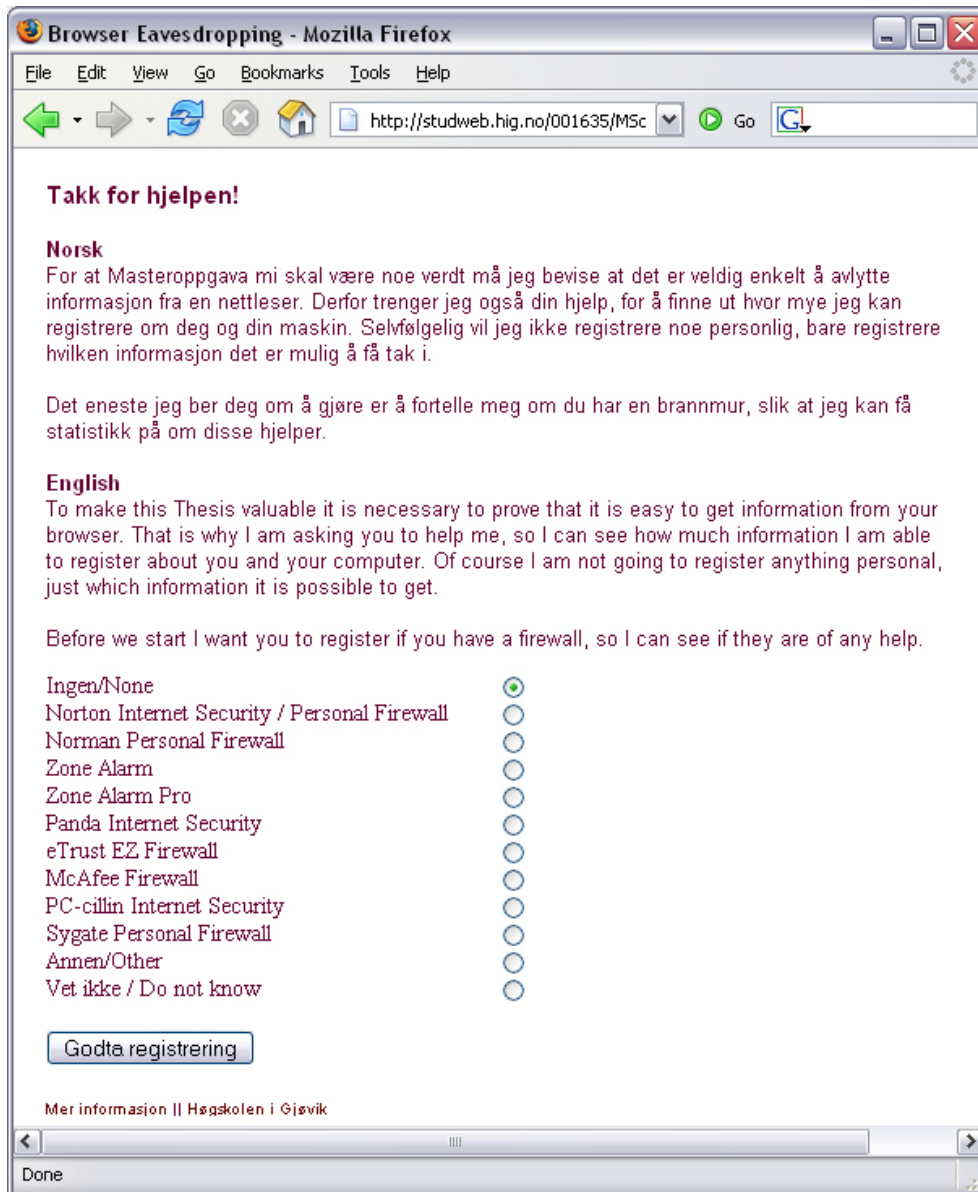 Browser Eavesdropping - Mozilla Firefox
File Edit View Go Bookmarks Tools Help
http://studweb.hig.no/001635/MSc Go G
Takk for hjelpen!
Norsk
For at Masteroppgava mi skal være noe verdt må jeg bevise at det er veldig enkelt å avlytte
informasjon fra en nettleser. Derfor trenger jeg også din hjelp, for å finne ut hvor mye jeg kan
registrere om deg og din maskin. Selvfølgelig vil jeg ikke registrere noe personlig, bare registrere
hvilken informasjon det er mulig å få tak i.
Det eneste jeg ber deg om å gjøre er å fortelle meg om du har en brannmur, slik at jeg kan få
statistikk på om disse hjelper.
English
To make this Thesis valuable it is necessary to prove that it is easy to get information from your
browser. That is why I am asking you to help me, so I can see how much information I am able
to register about you and your computer. Of course I am not going to register anything personal,
just which information it is possible to get.
Before we start I want you to register if you have a firewall, so I can see if they are of any help.
Ingen/None
Norton Internet Security / Personal Firewall
Norman Personal Firewall
Zone Alarm
Zone Alarm Pro
Panda Internet Security
eTrust EZ Firewall
McAfee Firewall
PC-cillin Internet Security
Sygate Personal Firewall
Annen/Other
Vet ikke / Do not know
Godta registrering
Mer informasjon || Høgskolen i Gjøvik
Done